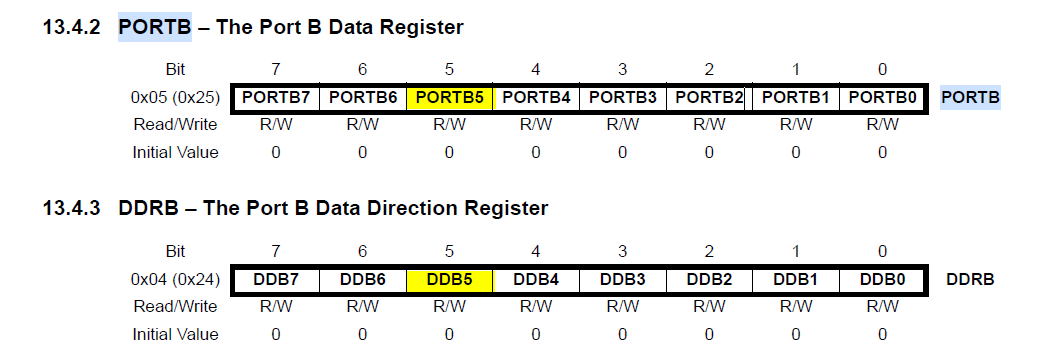 13.4.2 PORTB – The Port B Data Register
Bit 7 6 5 4 3 2 1 0
0x05 (0x25) PORTB7 PORTB6 PORTB5 PORTB4 PORTB3 PORTB2 PORTB1 PORTB0 PORTB
Read/Write R/W R/W R/W R/W R/W R/W R/W R/W
Initial Value 0 0 0 0 0 0 0 0
13.4.3 DDRB – The Port B Data Direction Register
Bit 7 6 5 4 3 2 1 0
0x04 (0x24) DDB7 DDB6 DDB5 DDB4 DDB3 DDB2 DDB1 DDB0 DDRB
Read/Write R/W R/W R/W R/W R/W R/W R/W R/W
Initial Value 0 0 0 0 0 0 0 0